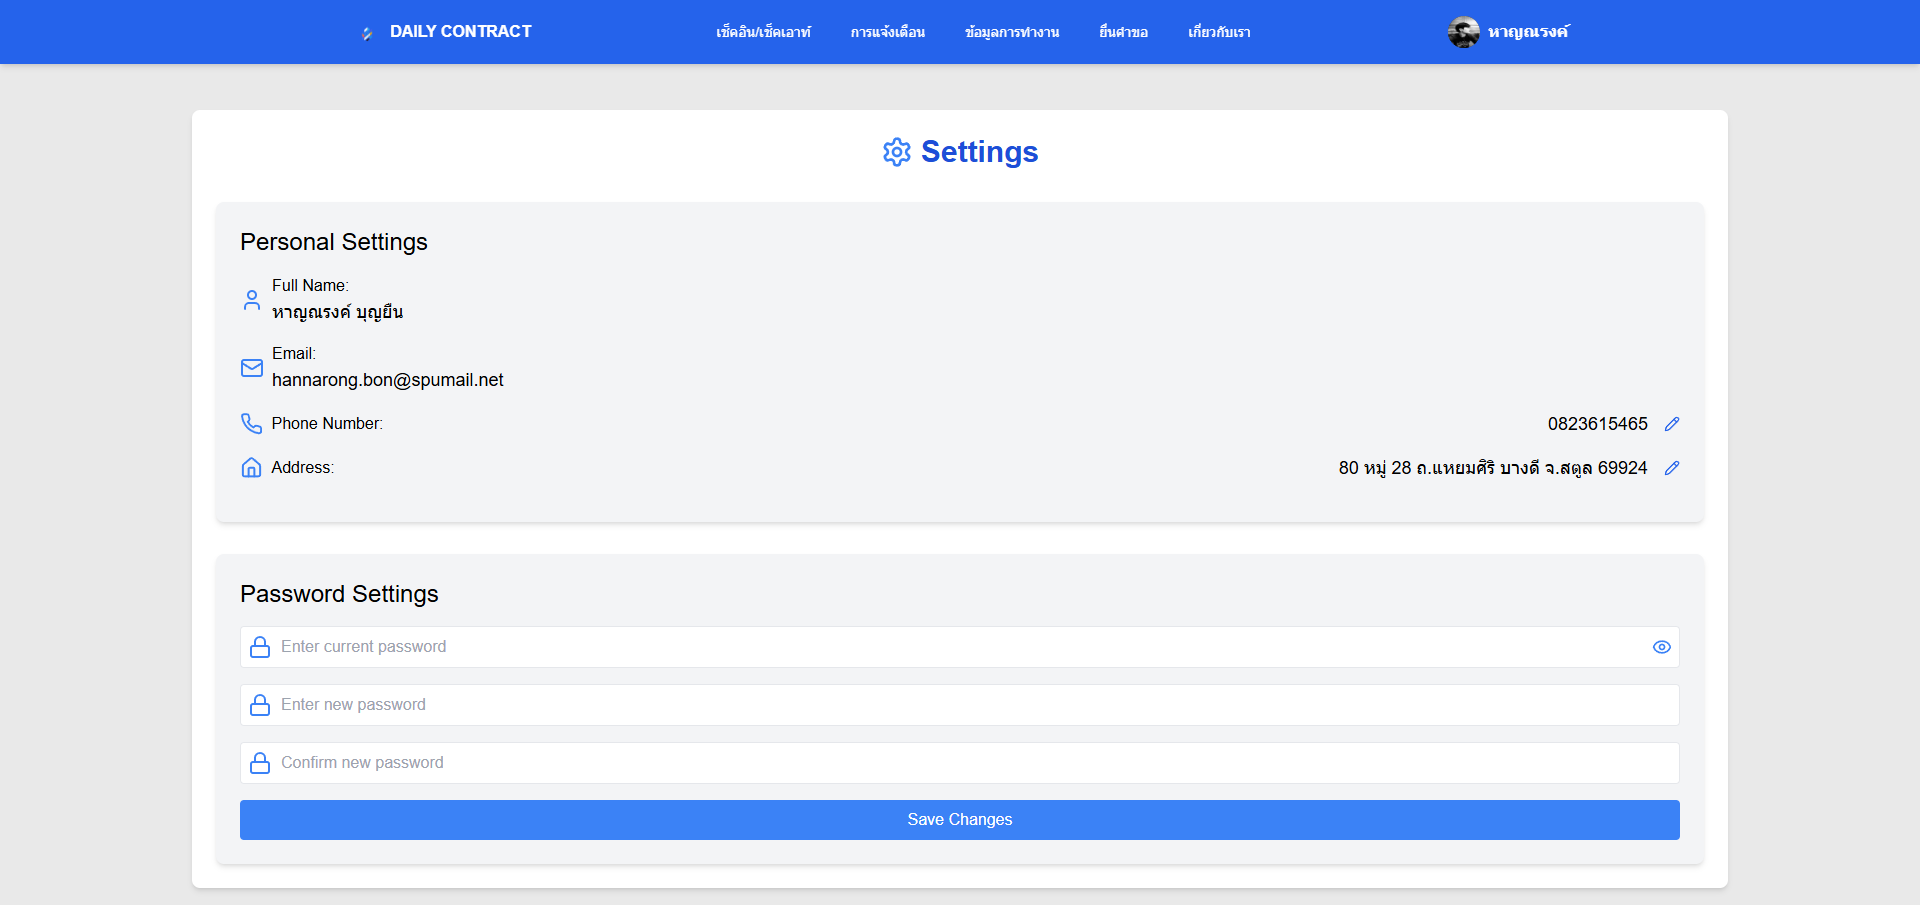 DAILY CONTRACT
เช็คอิน/เช็คเอาท์
การแจ้งเตือน
ข้อมูลการทำงาน
ยื่นคำขอ
เกี่ยวกับเรา
หาญณรงค์
Settings
Personal Settings
Full Name:
หาญณรงค์ บุญยืน
Email:
hannarong.bon@spumail.net
Phone Number: 0823615465
Address: 80 หมู่ 28 ถ.แหยมศิริ บางดี จ.สตูล 69924
Password Settings
Enter current password
Enter new password
Confirm new password
Save Changes